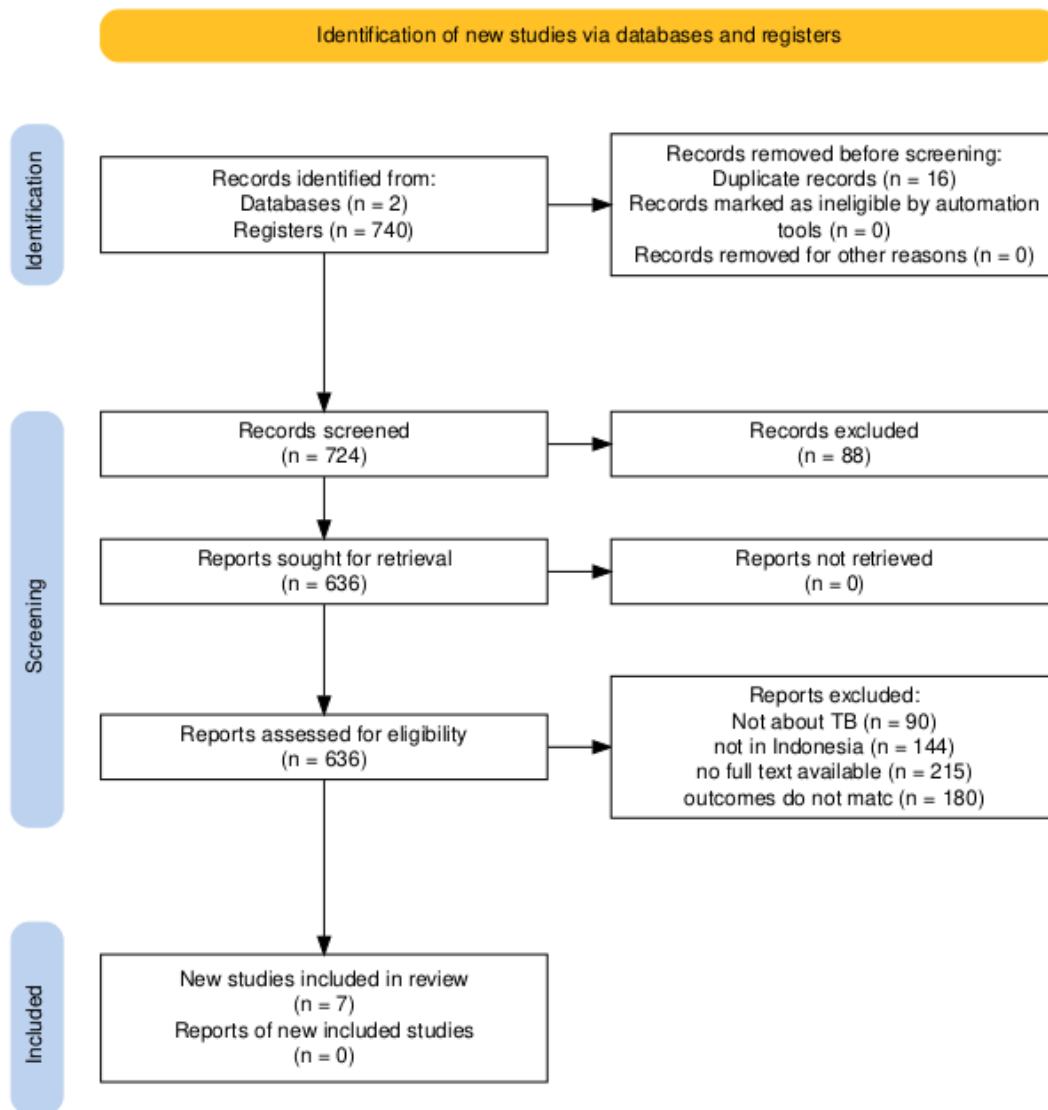 Identification of new studies via databases and registers
Identification
Records identified from:
Databases (n = 2)
Registers (n = 740)
Records removed before screening:
Duplicate records (n = 16)
Records marked as ineligible by automation
tools (n = 0)
Records removed for other reasons (n = 0)
Screening
Records screened
(n = 724)
Records excluded
(n = 88)
Reports sought for retrieval
(n = 636)
Reports not retrieved
(n = 0)
Reports assessed for eligibility
(n = 636)
Reports excluded:
Not about TB (n = 90)
not in Indonesia (n = 144)
no full text available (n = 215)
outcomes do not matc (n = 180)
Included
New studies included in review
(n = 7)
Reports of new included studies
(n = 0)